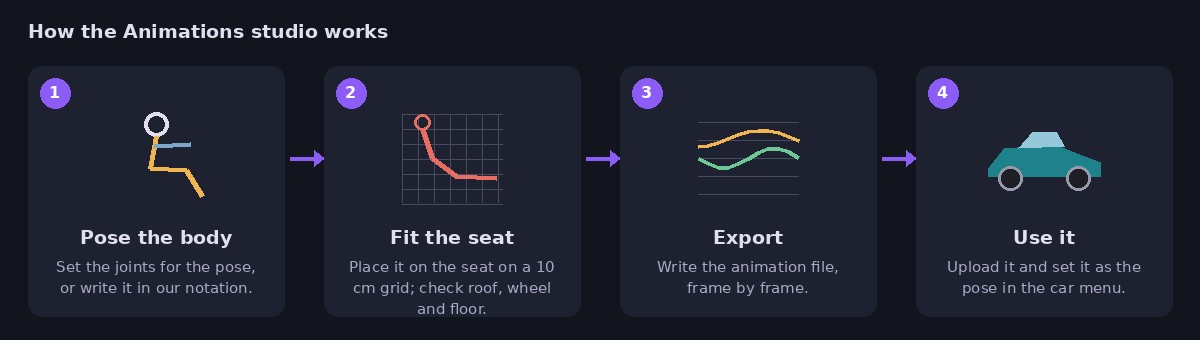 How the Animations studio works
1
Pose the body
Set the joints for the pose,
or write it in our notation.
2
Fit the seat
Place it on the seat on a 10
cm grid; check roof, wheel
and floor.
3
Export
Write the animation file,
frame by frame.
4
Use it
Upload it and set it as the
pose in the car menu.